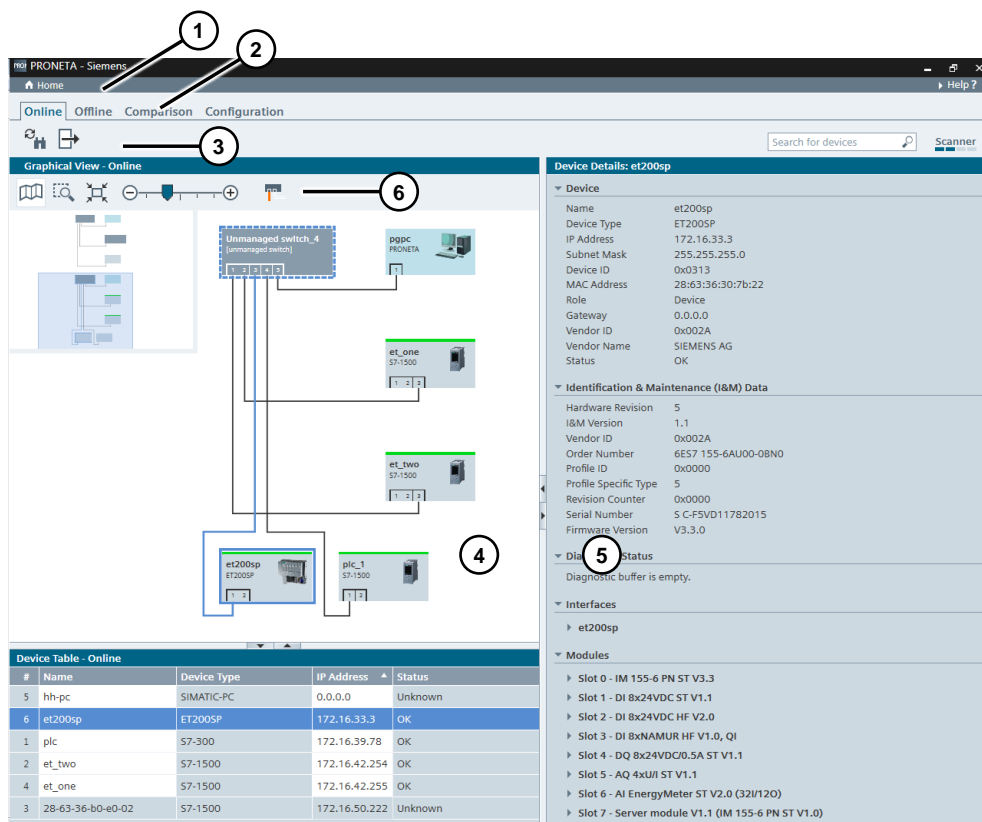 1
2
PRONETA - Siemens
Home
Help ?
Online Offline Comparison Configuration
3
Search for devices
Scanner
Graphical View - Online
6
Unmanaged switch_4
[unmanaged switch]
1 2 3 4 5
pgpc
PRONETA
1
et_one
S7-1500
1 2 3
et_two
S7-1500
1 2 3
4
et200sp
ET200SP
1 2
plc_1
S7-1500
1 2
Device Table - Online
# Name Device Type IP Address Status
5 hh-pc SIMATIC-PC 0.0.0.0 Unknown
6 et200sp ET200SP 172.16.33.3 OK
1 plc S7-300 172.16.39.78 OK
2 et_two S7-1500 172.16.42.254 OK
4 et_one S7-1500 172.16.42.255 OK
3 28-63-36-b0-e0-02 S7-1500 172.16.50.222 Unknown
Device Details: et200sp
Device
Name et200sp
Device Type ET200SP
IP Address 172.16.33.3
Subnet Mask 255.255.255.0
Device ID 0x0313
MAC Address 28:63:36:30:7b:22
Role Device
Gateway 0.0.0.0
Vendor ID 0x002A
Vendor Name SIEMENS AG
Status OK
Identification & Maintenance (I&M) Data
Hardware Revision 5
I&M Version 1.1
Vendor ID 0x002A
Order Number 6ES7 155-6AU00-08N0
Profile ID 0x0000
Profile Specific Type 5
Revision Counter 0x0000
Serial Number S C-F5VD11782015
Firmware Version V3.3.0
5
Status
Diagnostic buffer is empty.
Interfaces
et200sp
Modules
Slot 0 - IM 155-6 PN ST V3.3
Slot 1 - DI 8x24VDC ST V1.1
Slot 2 - DI 8x24VDC HF V2.0
Slot 3 - DI 8xNAMUR HF V1.0, QI
Slot 4 - DQ 8x24VDC/0.5A ST V1.1
Slot 5 - AQ 4xU/I ST V1.1
Slot 6 - AI EnergyMeter ST V2.0 (32I/12O)
Slot 7 - Server module V1.1 (IM 155-6 PN ST V1.0)